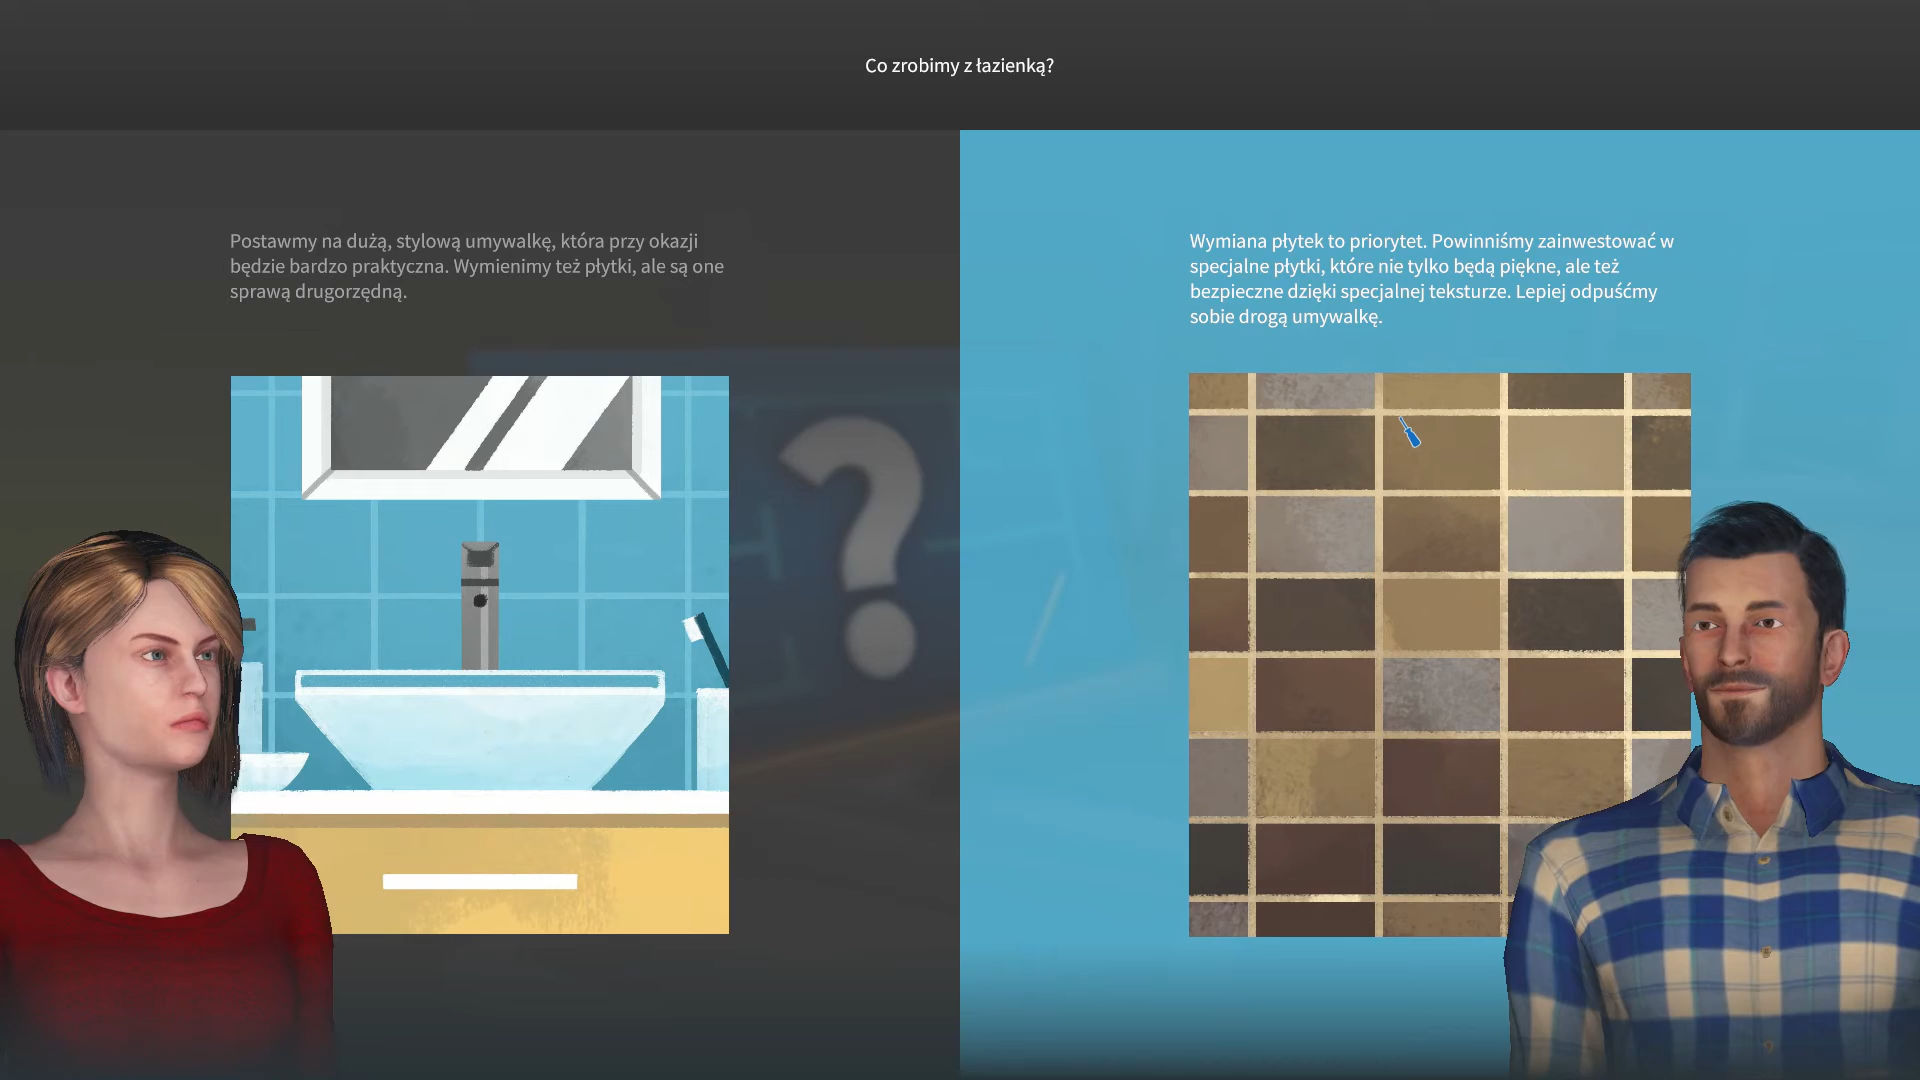 Co zrobimy z łazienką?
Postawmy na dużą, stylową umywalkę, która przy okazji
będzie bardzo praktyczna. Wymienimy też płytki, ale są one
sprawą drugorzędną.
Wymiana płytek to priorytet. Powinniśmy zainwestować w
specjalne płytki, które nie tylko będą piękne, ale też
bezpieczne dzięki specjalnej teksturze. Lepiej odpuśćmy
sobie drogą umywalkę.
?